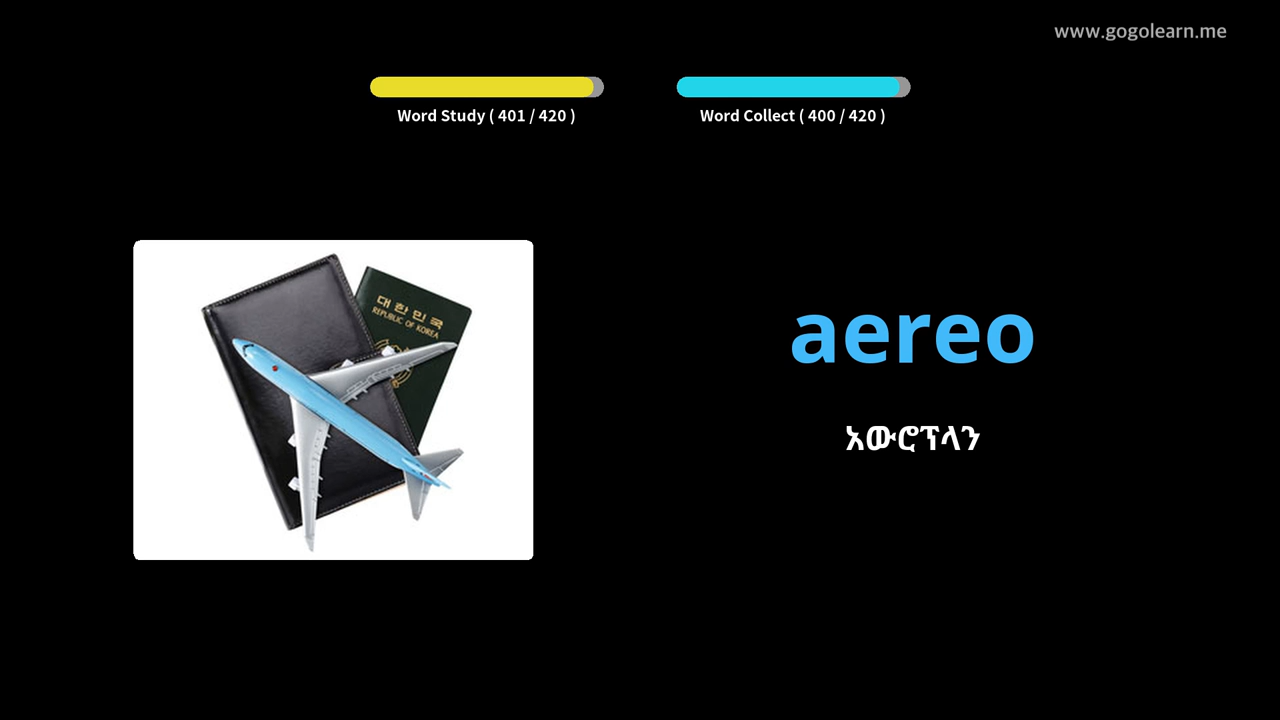 www.gogolearn.me
Word Study ( 401 / 420 )
Word Collect ( 400 / 420 )
대한민국
REPUBLIC OF KOREA
aereo
አውሮፕላን